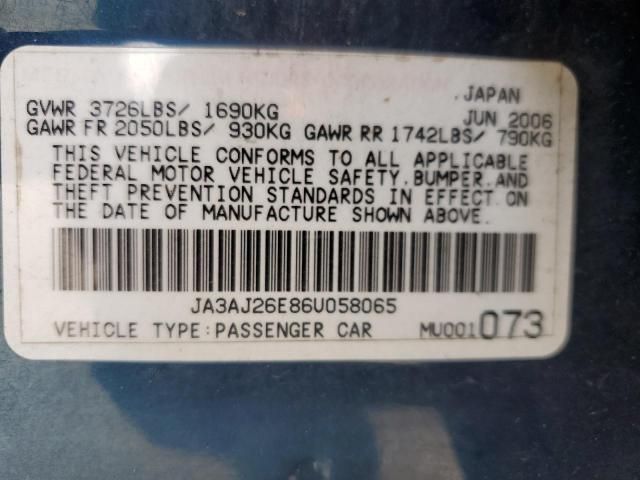 JAPAN
GVWR 3726LBS/ 1690KG JUN 2006
GAWR FR 2050LBS/ 930KG GAWR RR 1742LBS/ 790KG
THIS VEHICLE CONFORMS TO ALL APPLICABLE
FEDERAL MOTOR VEHICLE SAFETY, BUMPER, AND
THEFT PREVENTION STANDARDS IN EFFECT ON
THE DATE OF MANUFACTURE SHOWN ABOVE.
JA3AJ26E86U058065
VEHICLE TYPE:PASSENGER CAR MU001073